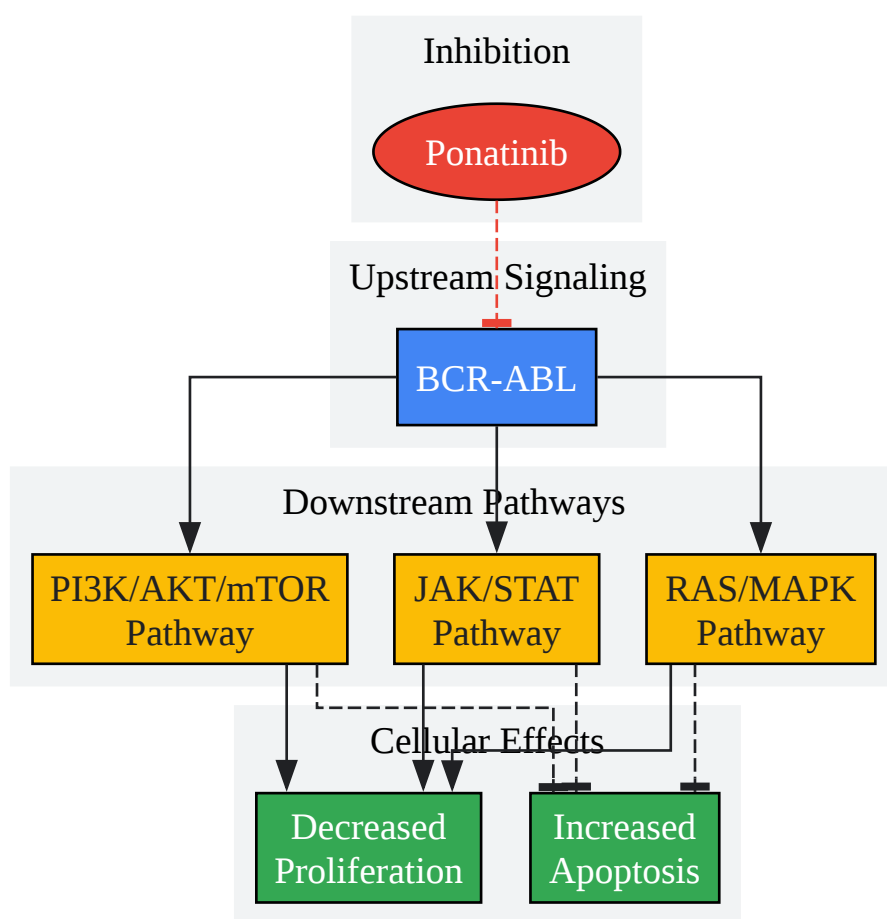 Inhibition
Ponatinib
Upstream Signaling
BCR-ABL
Downstream Pathways
PI3K/AKT/mTOR
Pathway
JAK/STAT
Pathway
RAS/MAPK
Pathway
Cellular Effects
Decreased
Proliferation
Increased
Apoptosis